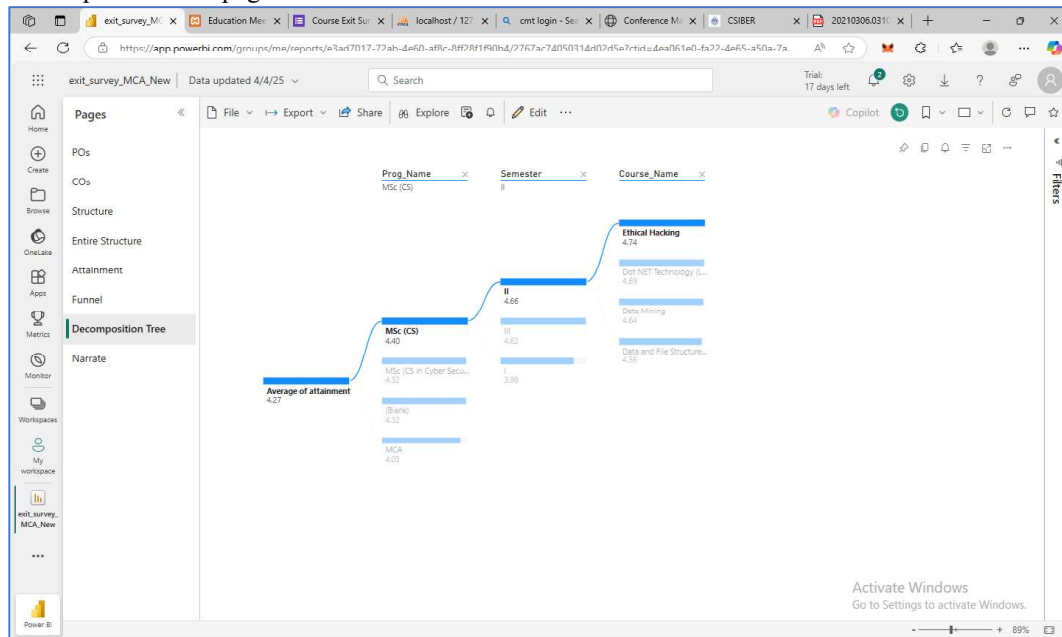 exit_survey_MC
Education Mee
Course Exit Sur
localhost / 127.
cmt login - Sea
Conference Ma
CSIBER
20210306.0310
https://app.powerbi.com/groups/me/reports/e3ad7017-72ab-4e60-af8c-8ff28f1f90b4/2767ac74050314d02d5e?ctid=4ea061e0-fa22-4e65-a50a-7a...
exit_survey_MCA_New | Data updated 4/4/25
Search
Trial:
17 days left
2
Home
Create
Browse
OneLake
Apps
Metrics
Monitor
Workspaces
My
workspace
exit_survey_
MCA_New
Power BI
Pages
POs
COs
Structure
Entire Structure
Attainment
Funnel
Decomposition Tree
Narrate
File
Export
Share
Explore
Edit
Copilot
Filters
Prog_Name
MSc (CS)
Semester
II
Course_Name
Average of attainment
4.27
MSc (CS)
4.40
MSc (CS in Cyber Secu...
4.32
(Blank)
4.32
MCA
4.03
II
4.66
III
4.62
I
3.98
Ethical Hacking
4.74
Dot NET Technology (L...
4.69
Data Mining
4.64
Data and File Structure...
4.56
Activate Windows
Go to Settings to activate Windows.
89%